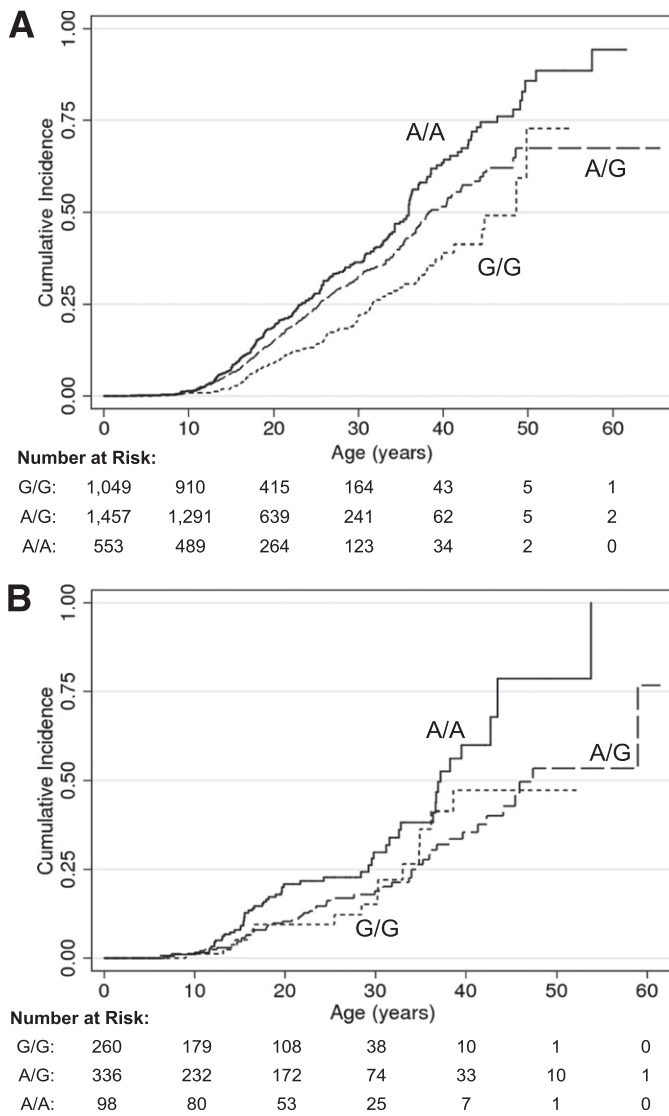 A
1.00
0.75
0.50
0.25
0.00
Cumulative Incidence
A/A
A/G
G/G
0 10 20 30 40 50 60
Age (years)
Number at Risk:
G/G: 1,049 910 415 164 43 5 1
A/G: 1,457 1,291 639 241 62 5 2
A/A: 553 489 264 123 34 2 0
B
1.00
0.75
0.50
0.25
0.00
Cumulative Incidence
A/A
A/G
G/G
0 10 20 30 40 50 60
Age (years)
Number at Risk:
G/G: 260 179 108 38 10 1 0
A/G: 336 232 172 74 33 10 1
A/A: 98 80 53 25 7 1 0